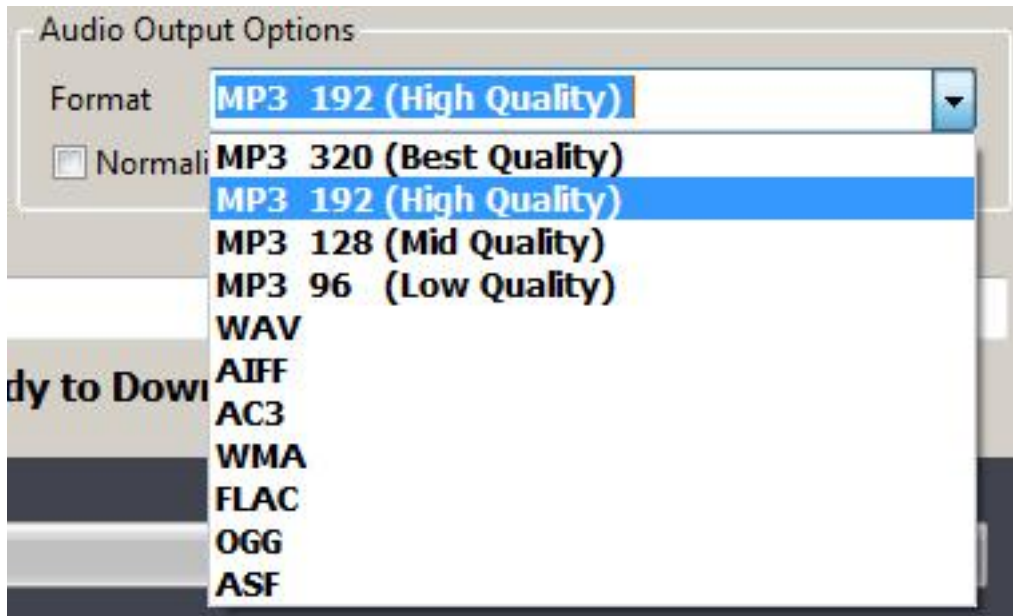 Audio Output Options
Format MP3 192 (High Quality)
Normali
MP3 320 (Best Quality)
MP3 192 (High Quality)
MP3 128 (Mid Quality)
MP3 96 (Low Quality)
WAV
AIFF
dy to Dow
AC3
WMA
FLAC
OGG
ASF